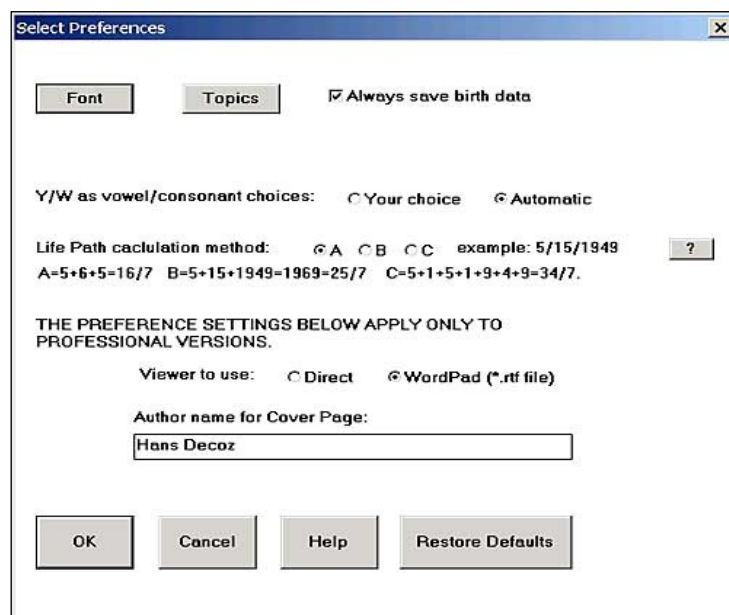 Select Preferences
Font Topics Always save birth data
Y/W as vowel/consonant choices: Your choice Automatic
Life Path caclulation method: A B C example: 5/15/1949 ?
A=5+6+5=16/7 B=5+15+1949=1969=25/7 C=5+1+5+1+9+4+9=34/7.
THE PREFERENCE SETTINGS BELOW APPLY ONLY TO
PROFESSIONAL VERSIONS.
Viewer to use: Direct WordPad (*.rtf file)
Author name for Cover Page:
Hans Decoz
OK Cancel Help Restore Defaults